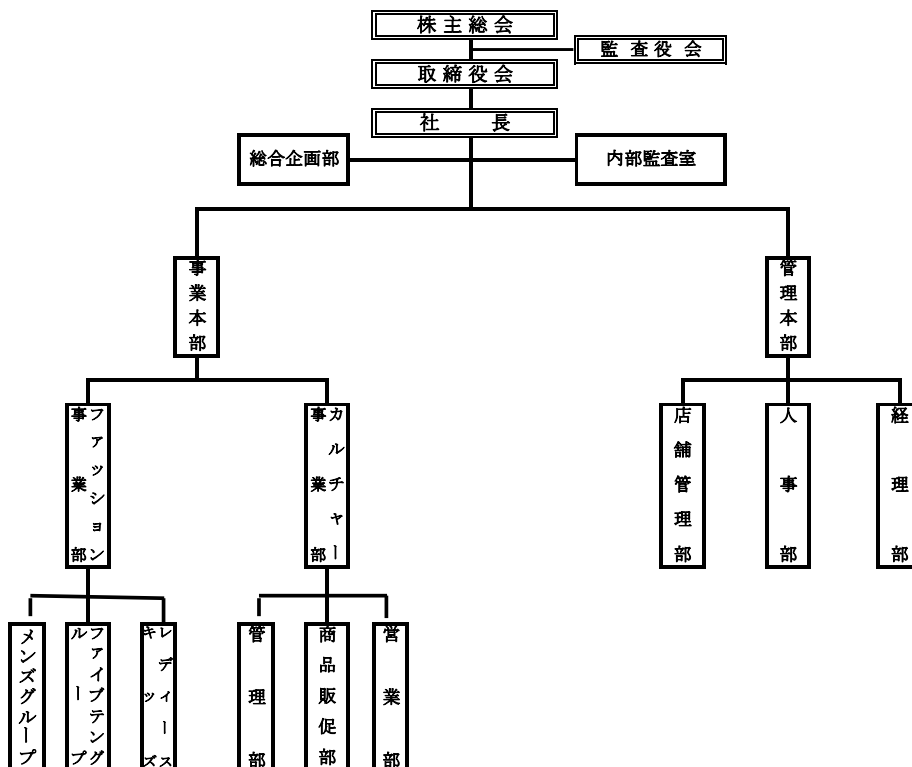 株主総会
監査役会
取締役会
社長
総合企画部
内部監査室
事業本部
管理本部
ファッション
事業部
カルチャー
事業部
店舗管理部
人事部
経理部
メンズグループ
ファイブテング
ループ
レディース
キッズ
管理部
商品販促部
営業部